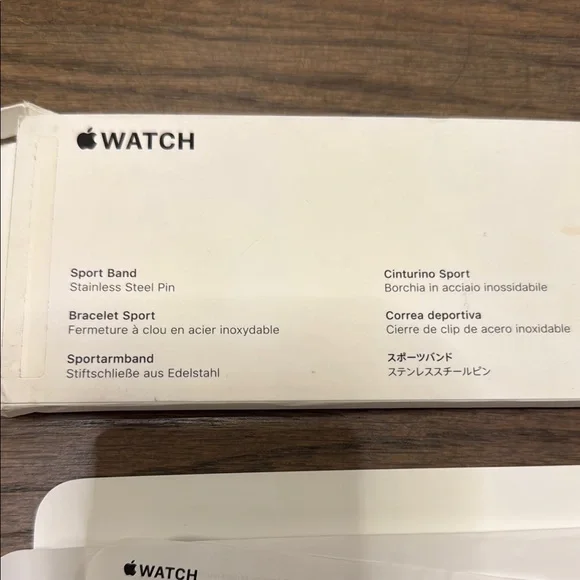 WATCH
Sport Band
Stainless Steel Pin
Bracelet Sport
Fermeture à clou en acier inoxydable
Sportarmband
Stiftschließe aus Edelstahl
Cinturino Sport
Borchia in acciaio inossidabile
Correa deportiva
Cierre de clip de acero inoxidable
スポーツバンド
ステンレススチールピン
WATCH